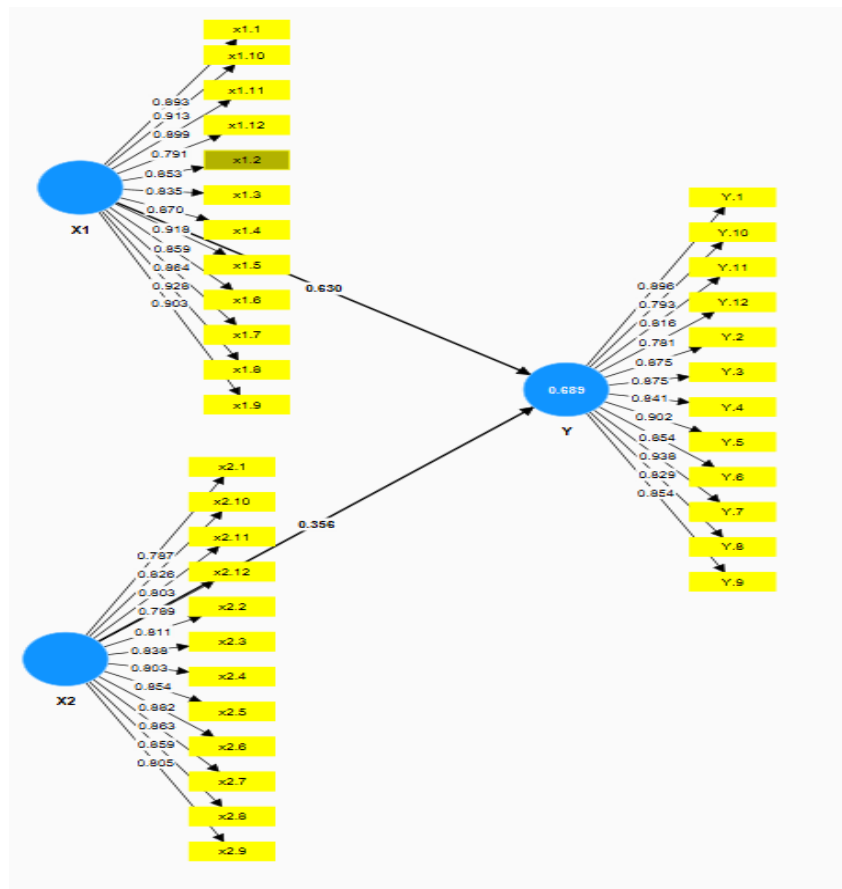 x1.1
x1.10
x1.11
x1.12
x1.2
x1.3
x1.4
x1.5
x1.6
x1.7
x1.8
x1.9
0.893
0.913
0.899
0.791
0.853
0.835
0.870
0.918
0.859
0.864
0.928
0.903
X1
0.630
Y.1
Y.10
Y.11
Y.12
Y.2
Y.3
Y.4
Y.5
Y.6
Y.7
Y.8
Y.9
0.896
0.793
0.816
0.781
0.875
0.875
0.841
0.902
0.854
0.938
0.829
0.854
0.689
Y
x2.1
x2.10
x2.11
x2.12
x2.2
x2.3
x2.4
x2.5
x2.6
x2.7
x2.8
x2.9
0.356
0.787
0.826
0.803
0.789
0.811
0.838
0.803
0.854
0.882
0.863
0.859
0.805
X2